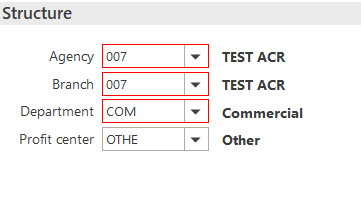 Structure
Agency 007 TEST ACR
Branch 007 TEST ACR
Department COM Commercial
Profit center OTHE Other